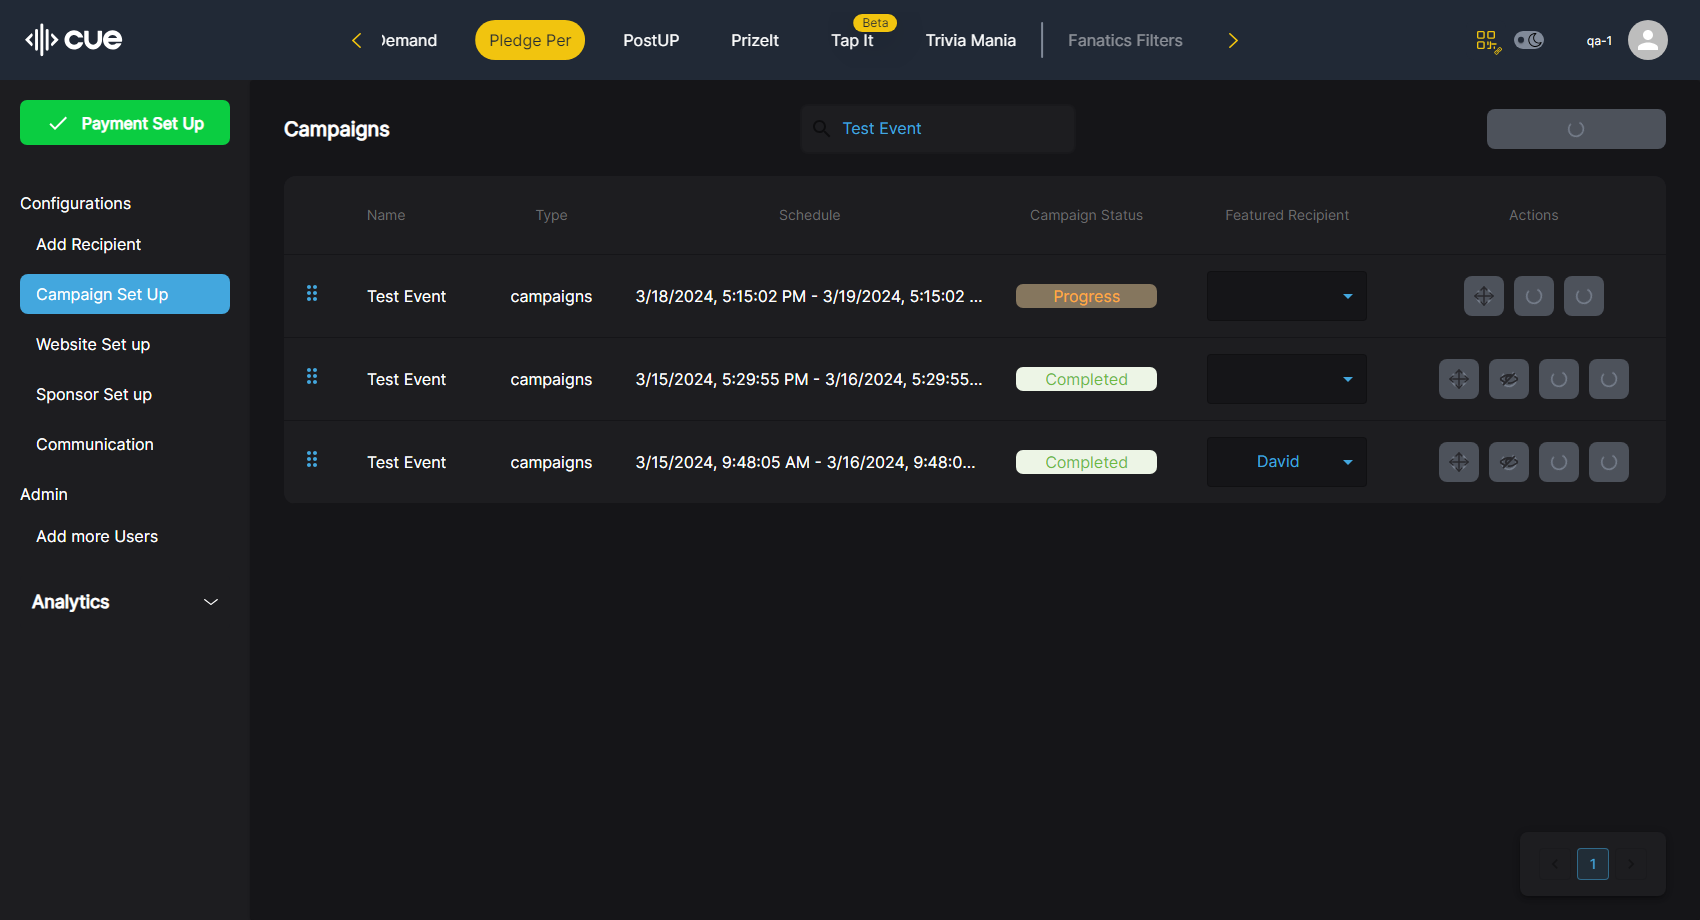 cue
Demand
Pledge Per
PostUP
PrizeIt
Beta
Tap It
Trivia Mania
Fanatics Filters
qa-1
Payment Set Up
Configurations
Add Recipient
Campaign Set Up
Website Set up
Sponsor Set up
Communication
Admin
Add more Users
Analytics
Campaigns
Test Event
Name Type Schedule Campaign Status Featured Recipient Actions
Test Event campaigns 3/18/2024, 5:15:02 PM - 3/19/2024, 5:15:02 ... Progress
Test Event campaigns 3/15/2024, 5:29:55 PM - 3/16/2024, 5:29:55... Completed
Test Event campaigns 3/15/2024, 9:48:05 AM - 3/16/2024, 9:48:0... Completed David
1